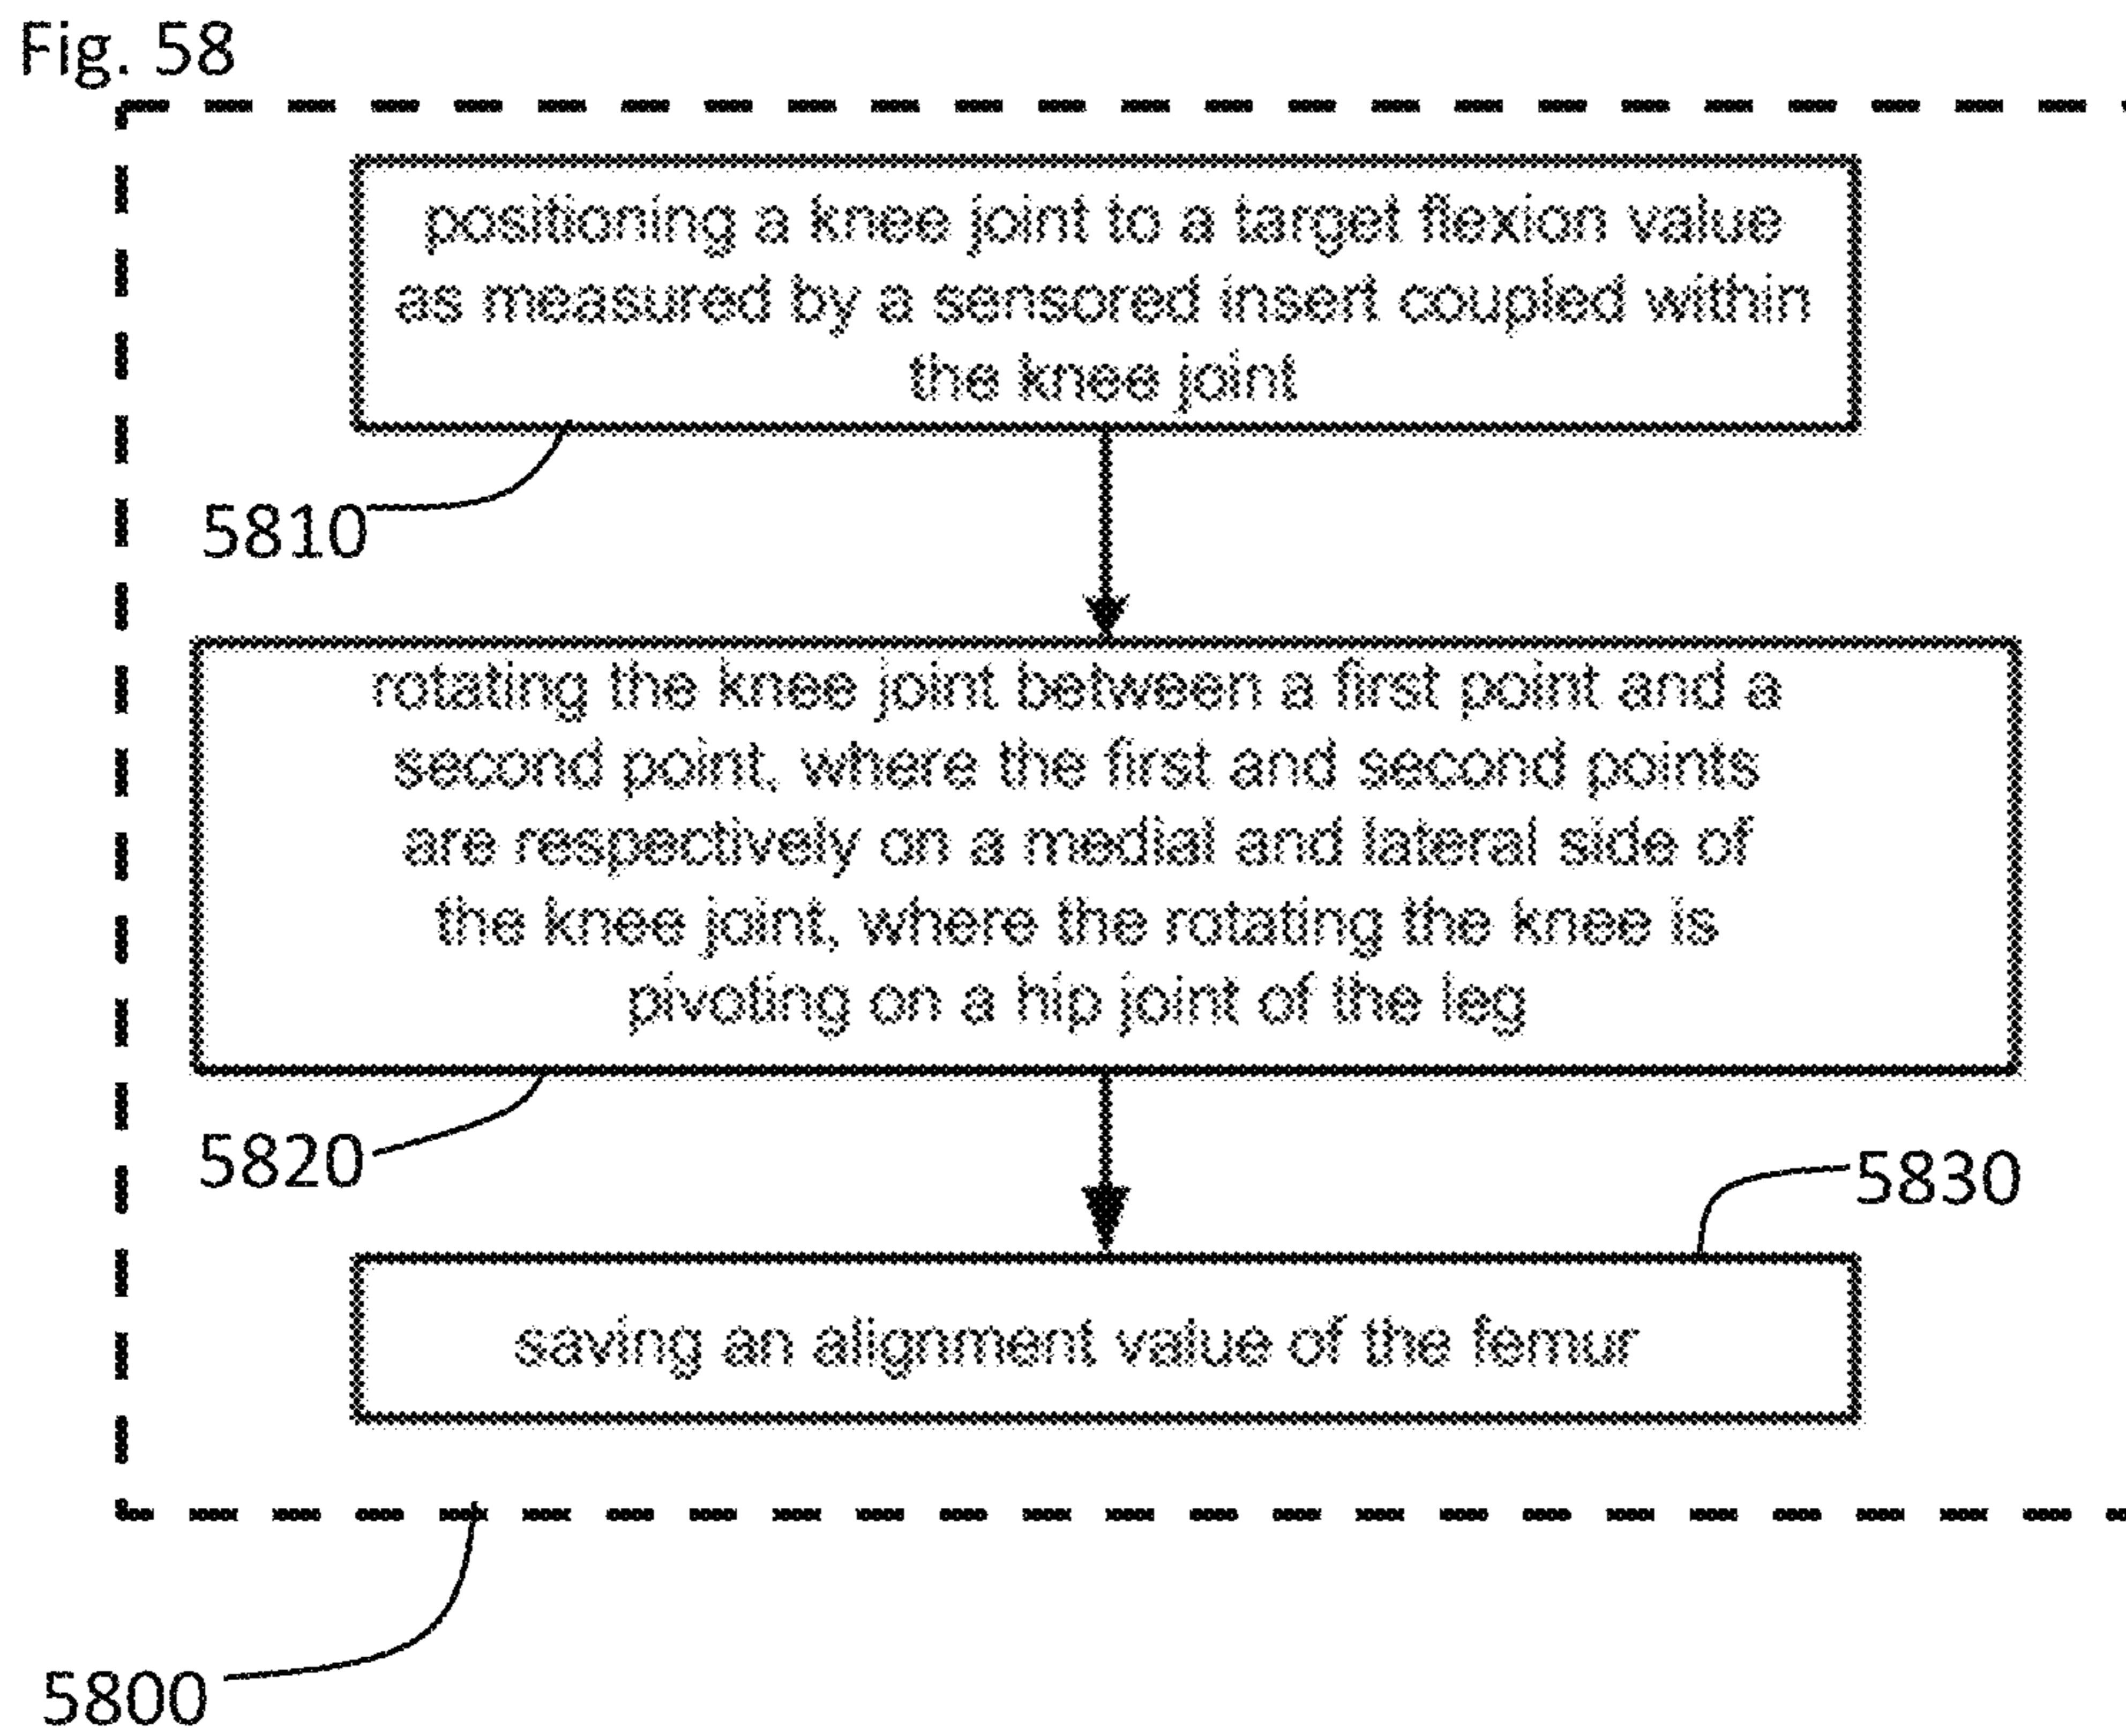 Fig. 58
positioning a knee joint to a target flexion value
as measured by a sensored insert coupled within
the knee joint
5810
rotating the knee joint between a first point and a
second point, where the first and second points
are respectively on a medial and lateral side of
the knee joint, where the rotating the knee is
pivoting on a hip joint of the leg
5820
5830
saving an alignment value of the femur
5800